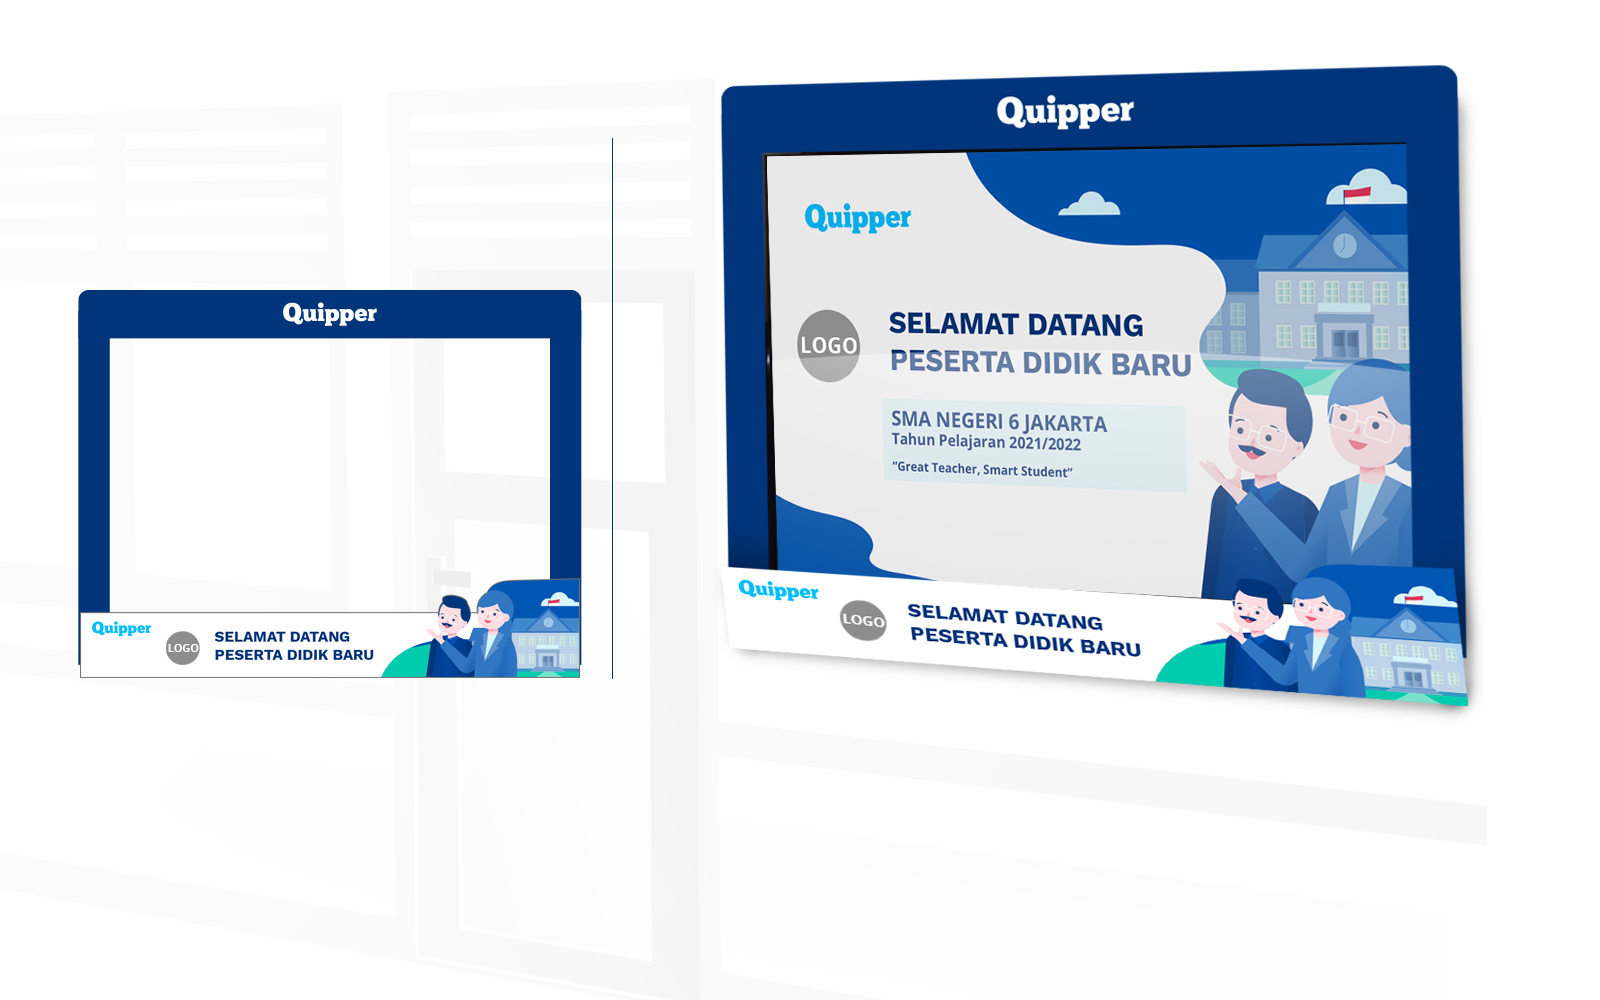 Quipper
Quipper
LOGO
SELAMAT DATANG
PESERTA DIDIK BARU
Quipper
Quipper
LOGO
SELAMAT DATANG
PESERTA DIDIK BARU
SMA NEGERI 6 JAKARTA
Tahun Pelajaran 2021/2022
“Great Teacher, Smart Student”
Quipper
LOGO
SELAMAT DATANG
PESERTA DIDIK BARU